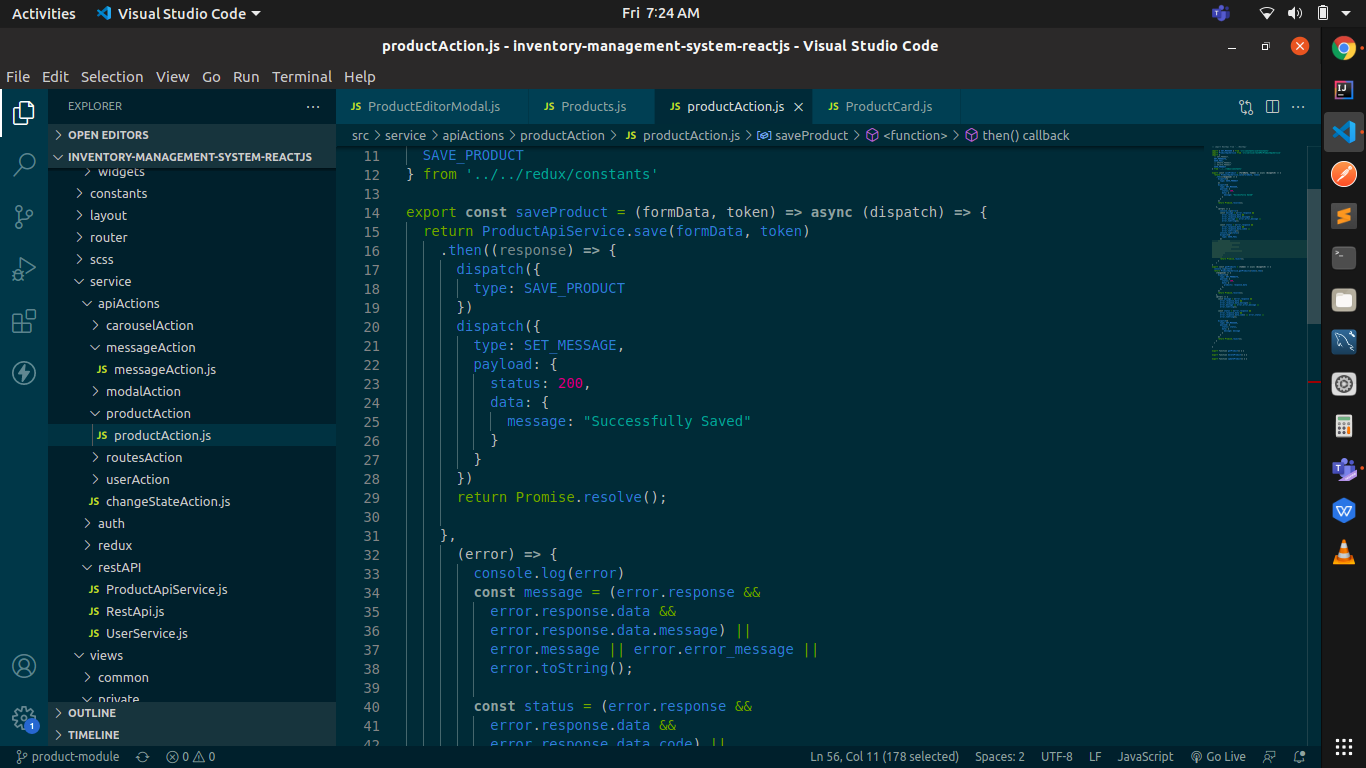 Activities
Visual Studio Code
Fri 7:24 AM
productAction.js - inventory-management-system-reactjs - Visual Studio Code
File Edit Selection View Go Run Terminal Help
EXPLORER
OPEN EDITORS
INVENTORY-MANAGEMENT-SYSTEM-REACTJS
widgets
constants
layout
router
scss
service
apiActions
carouselAction
messageAction
JS messageAction.js
modalAction
productAction
JS productAction.js
routesAction
userAction
JS changeStateAction.js
auth
redux
restAPI
JS ProductApiService.js
JS RestApi.js
JS UserService.js
views
common
private
OUTLINE
TIMELINE
JS ProductEditorModal.js
JS Products.js
JS productAction.js
JS ProductCard.js
src > service > apiActions > productAction > JS productAction.js > saveProduct > <function> > then() callback
11 SAVE_PRODUCT
12 } from '../../redux/constants'
13
14 export const saveProduct = (formData, token) => async (dispatch) => {
15 return ProductApiService.save(formData, token)
16 .then((response) => {
17 dispatch({
18 type: SAVE_PRODUCT
19 })
20 dispatch({
21 type: SET_MESSAGE,
22 payload: {
23 status: 200,
24 data: {
25 message: "Successfully Saved"
26 }
27 }
28 })
29 return Promise.resolve();
30
31 },
32 (error) => {
33 console.log(error)
34 const message = (error.response &&
35 error.response.data &&
36 error.response.data.message) ||
37 error.message || error.error_message ||
38 error.toString();
39
40 const status = (error.response &&
41 error.response.data &&
42 error.response.data.code) ||
1
product-module
0 0
Ln 56, Col 11 (178 selected)
Spaces: 2
UTF-8
LF
JavaScript
Go Live